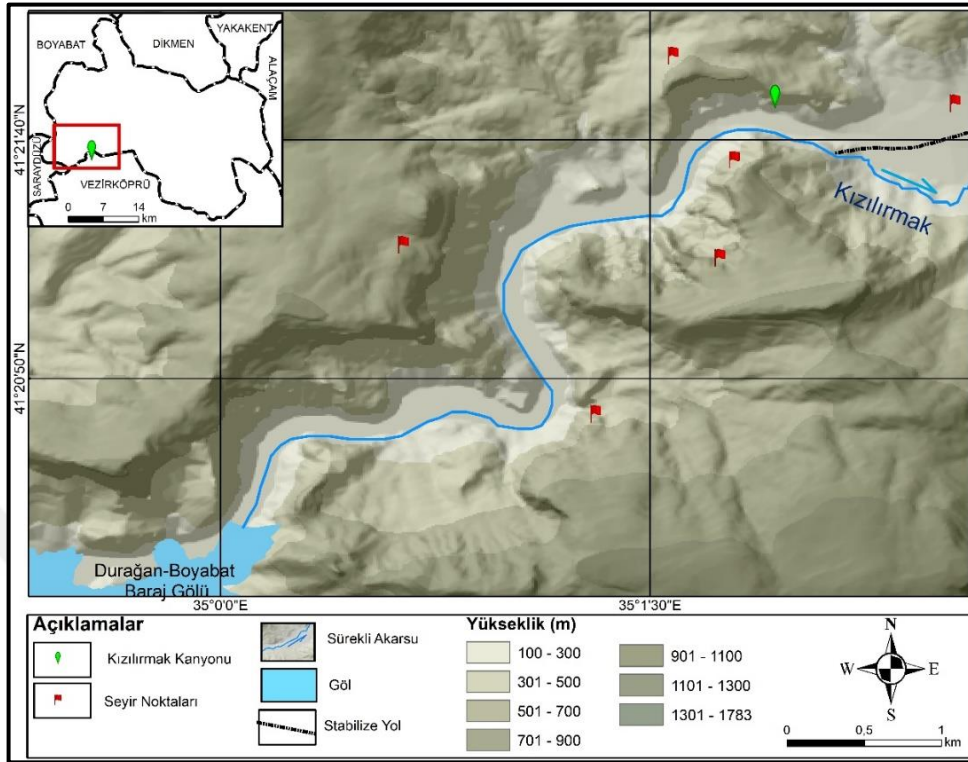 BOYABAT
DİKMEN
YAKAKENT
ALAÇAM
SARAYDÜZÜ
VEZİRKÖPRÜ
0 7 14
km
41°21'40"N
41°20'50"N
Kızılırmak
Durağan-Boyabat
Baraj Gölü
35°0'0"E
35°1'30"E
Açıklamalar
Kızılırmak Kanyonu
Seyir Noktaları
Sürekli Akarsu
Göl
Stabilize Yol
Yükseklik (m)
100 - 300
301 - 500
501 - 700
701 - 900
901 - 1100
1101 - 1300
1301 - 1783
N
W
E
S
0 0,5 1
km